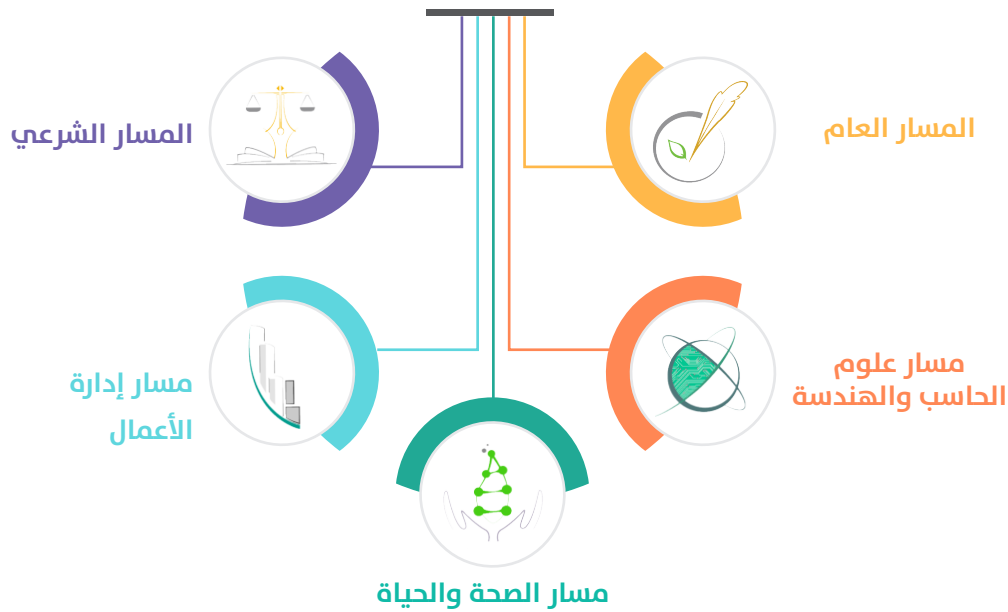 المسار العام
المسار الشرعي
مسار علوم
الحاسب والهندسة
مسار إدارة
الأعمال
مسار الصحة والحياة